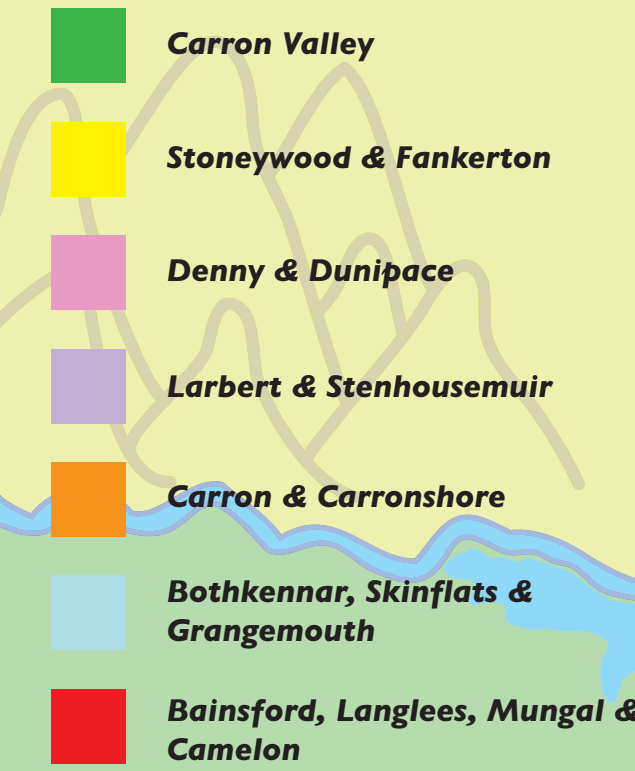 Carron Valley
Stoneywood & Fankerton
Denny & Dunipace
Larbert & Stenhousemuir
Carron & Carronshore
Bothkennar, Skinflats &
Grangemouth
Bainsford, Langlees, Mungal &
Camelon